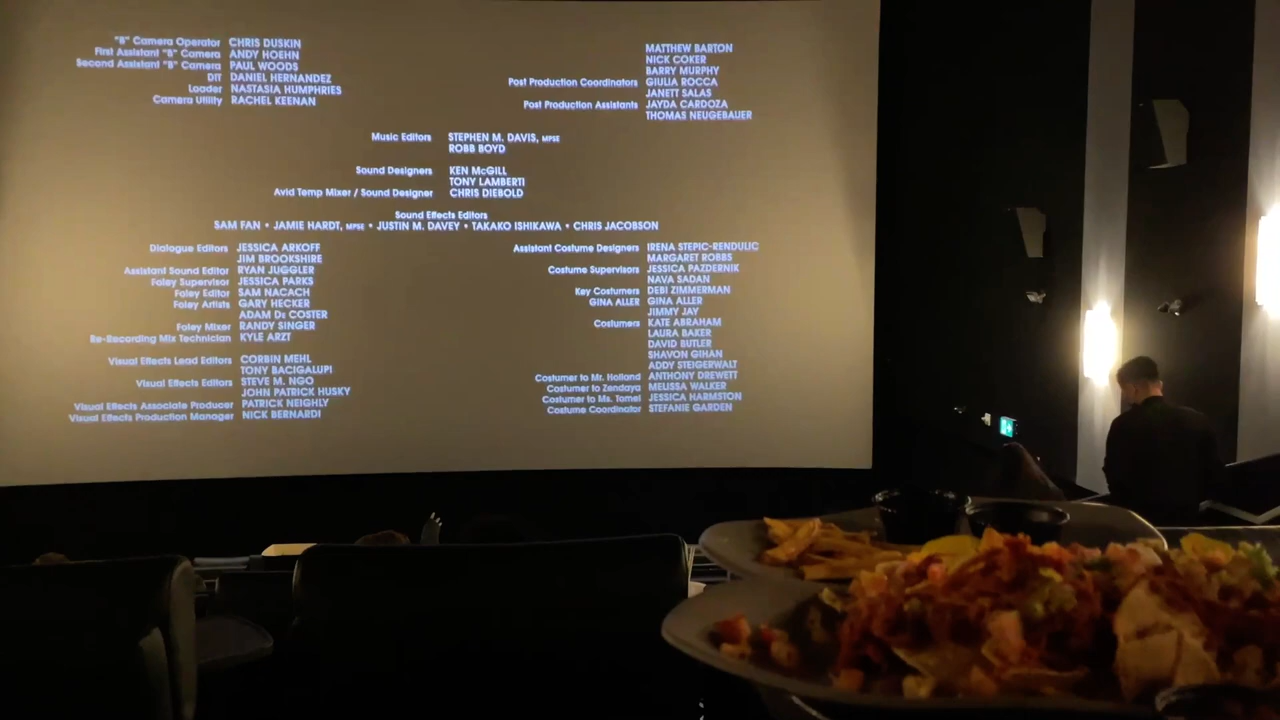 "B" Camera Operator CHRIS DUSKIN
First Assistant "B" Camera ANDY HOEHN
Second Assistant "B" Camera PAUL WOODS
DIT DANIEL HERNANDEZ
Loader NASTASIA HUMPHRIES
Camera Utility RACHEL KEENAN
MATTHEW BARTON
NICK COKER
BARRY MURPHY
Post Production Coordinators GIULIA ROCCA
JANETT SALAS
Post Production Assistants JAYDA CARDOZA
THOMAS NEUGEBAUER
Music Editors STEPHEN M. DAVIS, MPSE
ROBB BOYD
Sound Designers KEN McGILL
TONY LAMBERTI
Avid Temp Mixer / Sound Designer CHRIS DIEBOLD
Sound Effects Editors
SAM FAN • JAMIE HARDT, MPSE • JUSTIN M. DAVEY • TAKAKO ISHIKAWA • CHRIS JACOBSON
Dialogue Editors JESSICA ARKOFF
JIM BROOKSHIRE
Assistant Sound Editor RYAN JUGGLER
Foley Supervisor JESSICA PARKS
Foley Editor SAM NACACH
Foley Artists GARY HECKER
ADAM De COSTER
Foley Mixer RANDY SINGER
Re-Recording Mix Technician KYLE ARZT
Visual Effects Lead Editors CORBIN MEHL
TONY BACIGALUPI
Visual Effects Editors STEVE M. NGO
JOHN PATRICK HUSKY
Visual Effects Associate Producer PATRICK NEIGHLY
Visual Effects Production Manager NICK BERNARDI
Assistant Costume Designers IRENA STEPIC-RENDULIC
MARGARET ROBBS
Costume Supervisors JESSICA PAZDERNIK
NAVA SADAN
Key Costumers DEBI ZIMMERMAN
GINA ALLER GINA ALLER
JIMMY JAY
Costumers KATE ABRAHAM
LAURA BAKER
DAVID BUTLER
SHAVON GIHAN
ADDY STEIGERWALT
Costumer to Mr. Holland ANTHONY DREWETT
Costumer to Zendaya MELISSA WALKER
Costumer to Ms. Tomei JESSICA HARMSTON
Costume Coordinator STEFANIE GARDEN